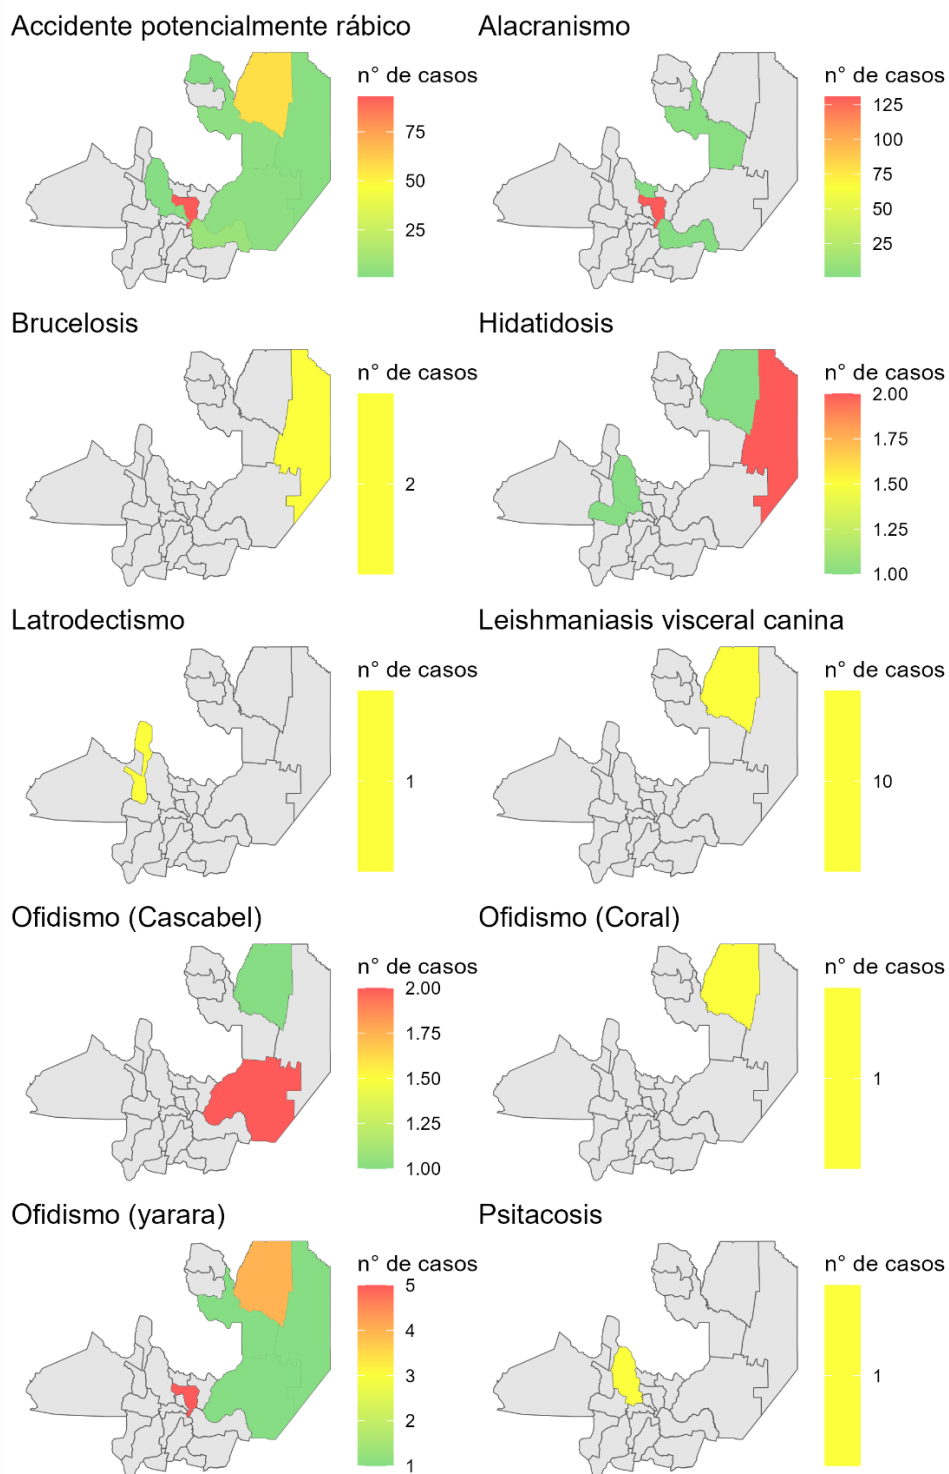 Accidente potencialmente rábico
n° de casos
75
50
25
Alacranismo
n° de casos
125
100
75
50
25
Brucelosis
n° de casos
2
Hidatidosis
n° de casos
2.00
1.75
1.50
1.25
1.00
Latrodectismo
n° de casos
1
Leishmaniasis visceral canina
n° de casos
10
Ofidismo (Cascabel)
n° de casos
2.00
1.75
1.50
1.25
1.00
Ofidismo (Coral)
n° de casos
1
Ofidismo (yarara)
n° de casos
5
4
3
2
1
Psitacosis
n° de casos
1